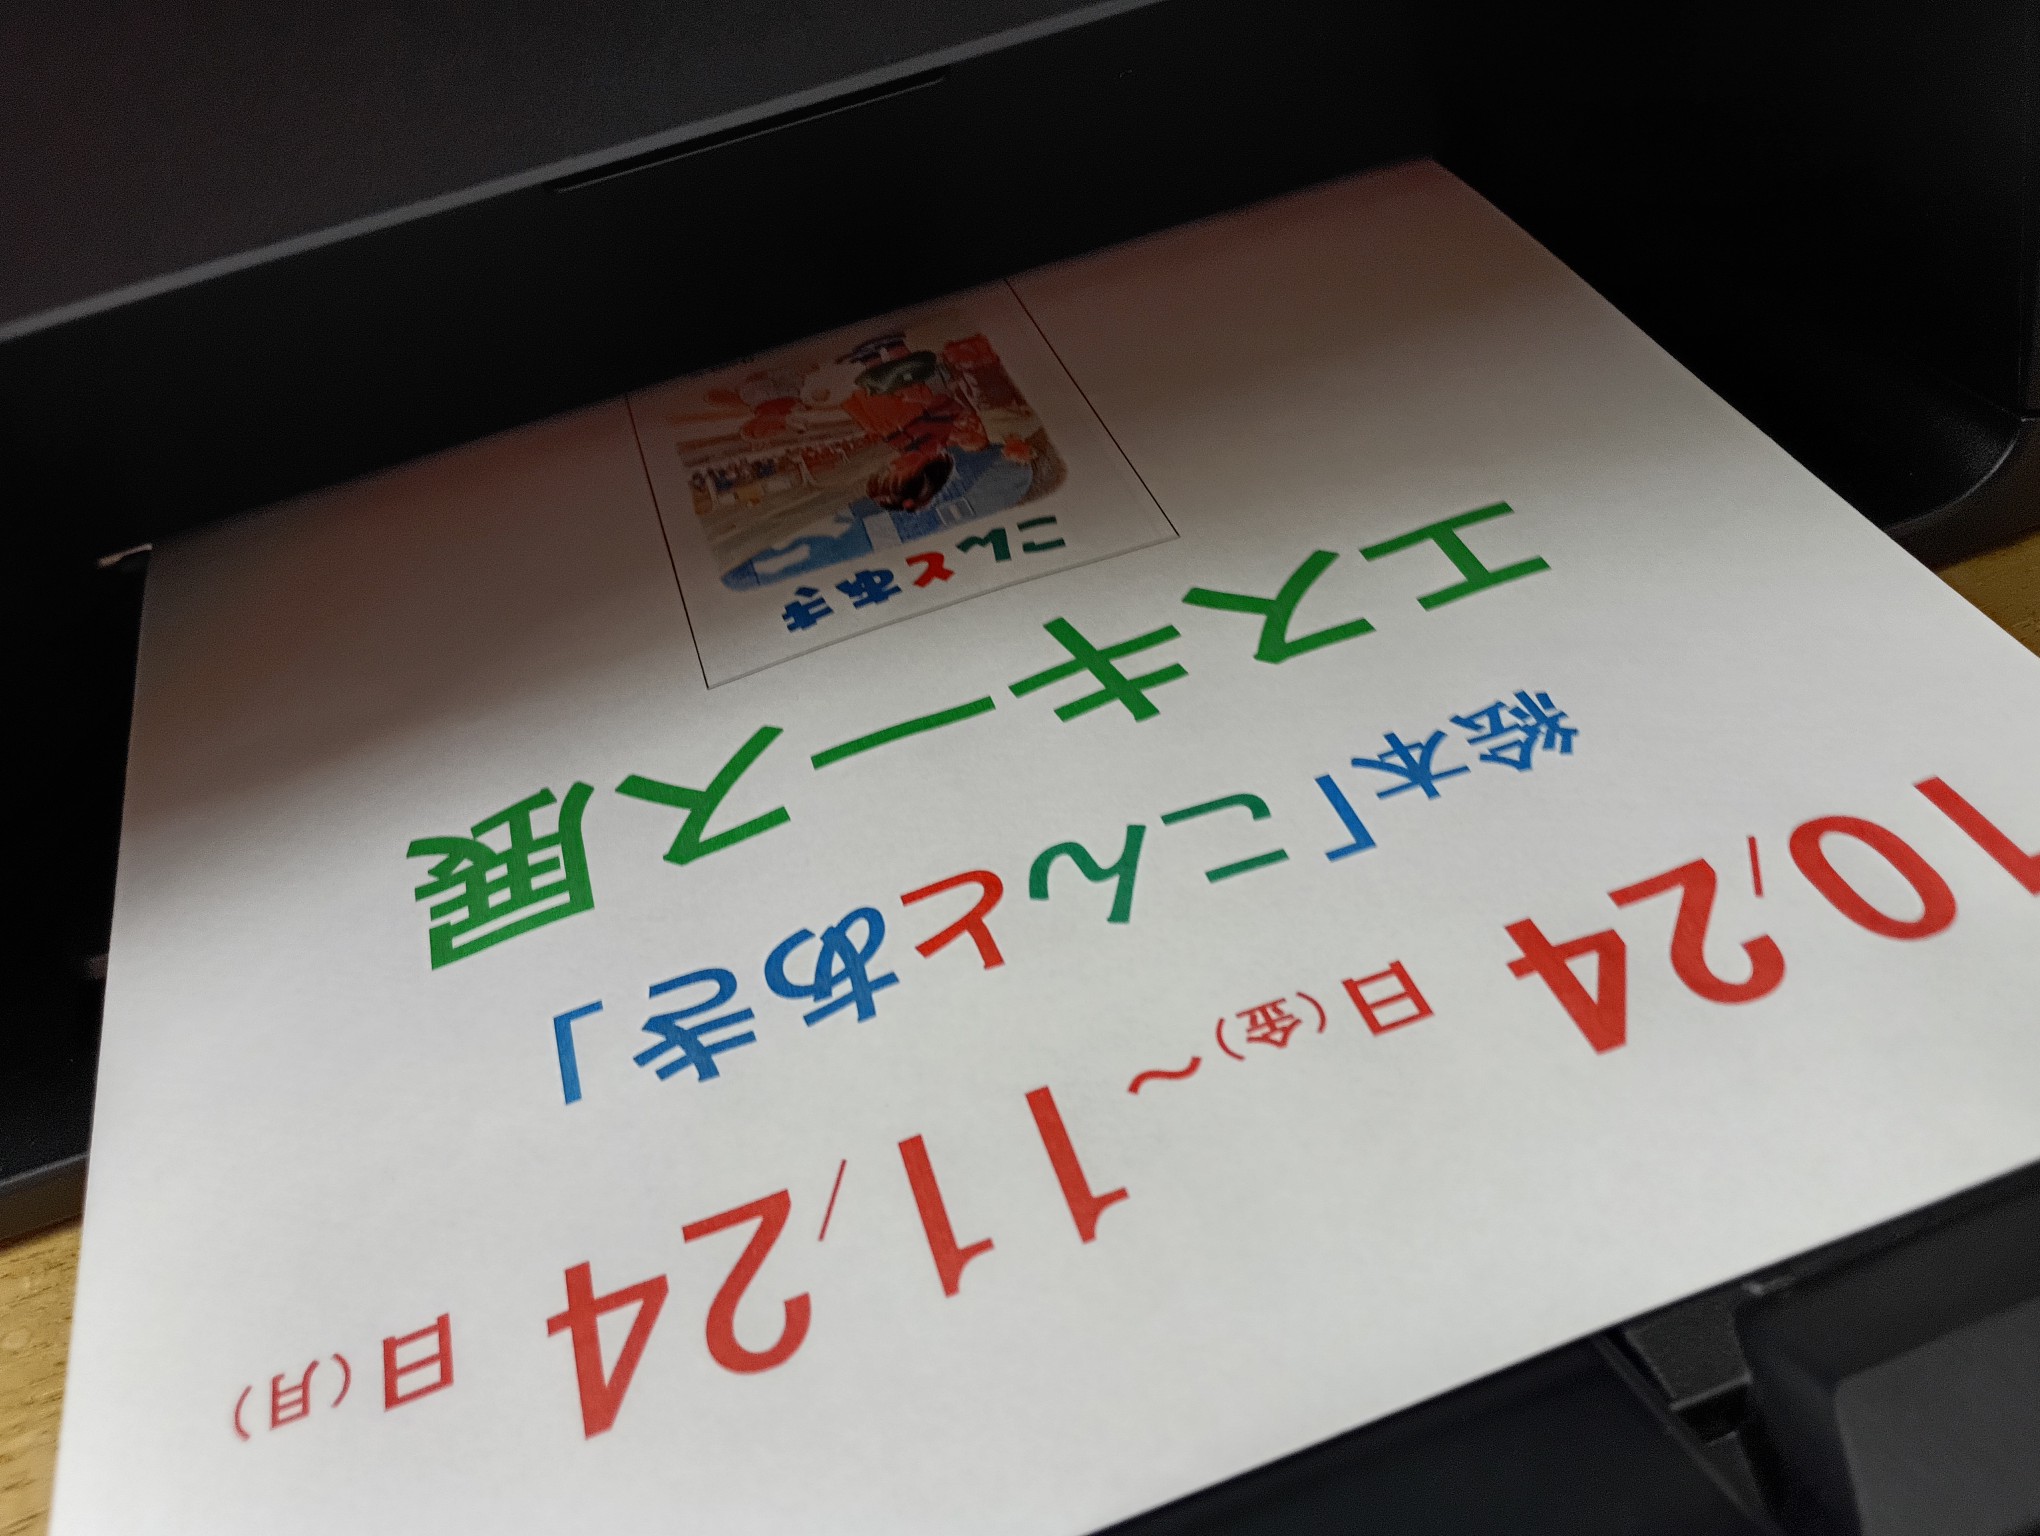 10/24日(金)～11/24日(月)
絵本「こんとあき」
エスキース展
こんとあき